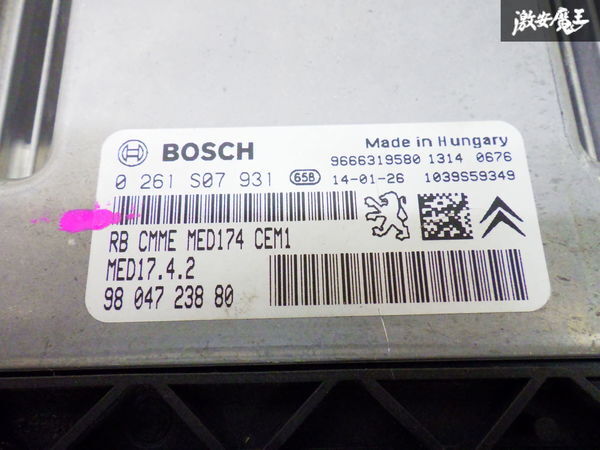 激安魔王
BOSCH
Made in Hungary
9666319580 1314 0676
0 261 S07 931 65B 14-01-26 1039S59349
RB CMME MED174 CEM1
MED17.4.2
98 047 238 80